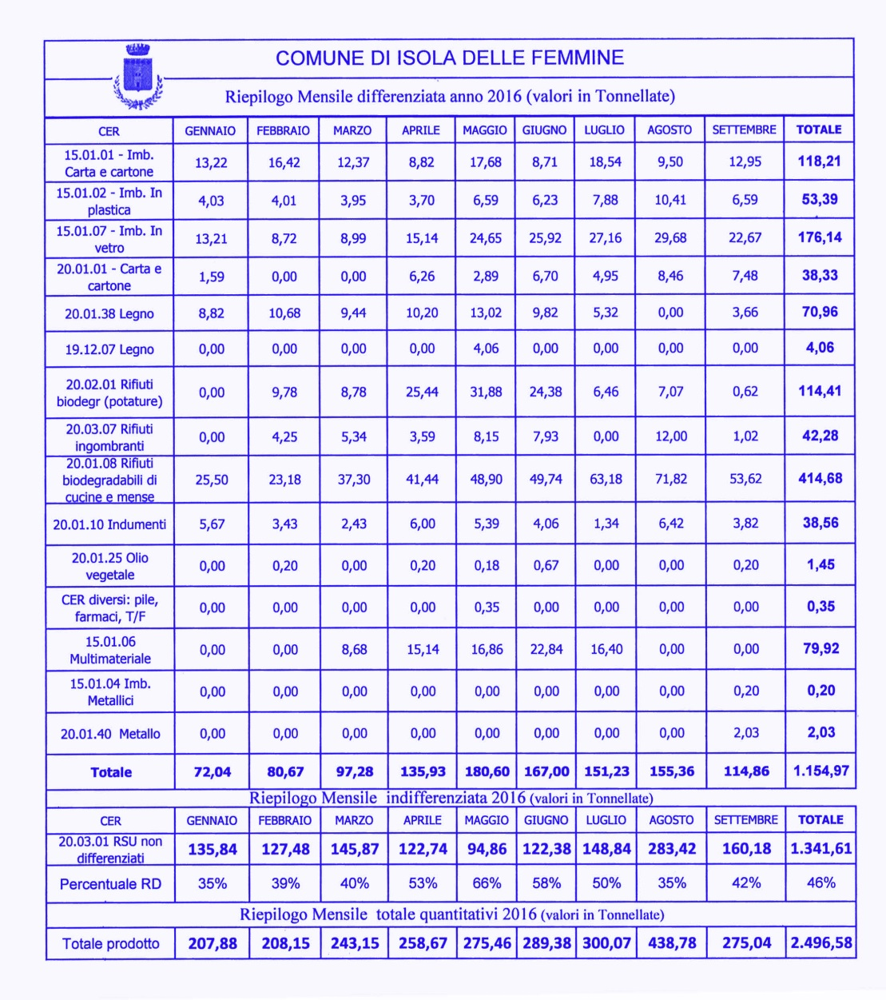 COMUNE DI ISOLA DELLE FEMMINE
Riepilogo Mensile differenziata anno 2016 (valori in Tonnellate)
CER GENNAIO FEBBRAIO MARZO APRILE MAGGIO GIUGNO LUGLIO AGOSTO SETTEMBRE TOTALE
15.01.01 - Imb. Carta e cartone 13,22 16,42 12,37 8,82 17,68 8,71 18,54 9,50 12,95 118,21
15.01.02 - Imb. In plastica 4,03 4,01 3,95 3,70 6,59 6,23 7,88 10,41 6,59 53,39
15.01.07 - Imb. In vetro 13,21 8,72 8,99 15,14 24,65 25,92 27,16 29,68 22,67 176,14
20.01.01 - Carta e cartone 1,59 0,00 0,00 6,26 2,89 6,70 4,95 8,46 7,48 38,33
20.01.38 Legno 8,82 10,68 9,44 10,20 13,02 9,82 5,32 0,00 3,66 70,96
19.12.07 Legno 0,00 0,00 0,00 0,00 4,06 0,00 0,00 0,00 0,00 4,06
20.02.01 Rifiuti biodegr (potature) 0,00 9,78 8,78 25,44 31,88 24,38 6,46 7,07 0,62 114,41
20.03.07 Rifiuti ingombranti 0,00 4,25 5,34 3,59 8,15 7,93 0,00 12,00 1,02 42,28
20.01.08 Rifiuti biodegradabili di cucine e mense 25,50 23,18 37,30 41,44 48,90 49,74 63,18 71,82 53,62 414,68
20.01.10 Indumenti 5,67 3,43 2,43 6,00 5,39 4,06 1,34 6,42 3,82 38,56
20.01.25 Olio vegetale 0,00 0,20 0,00 0,20 0,18 0,67 0,00 0,00 0,20 1,45
CER diversi: pile, farmaci, T/F 0,00 0,00 0,00 0,00 0,35 0,00 0,00 0,00 0,00 0,35
15.01.06 Multimateriale 0,00 0,00 8,68 15,14 16,86 22,84 16,40 0,00 0,00 79,92
15.01.04 Imb. Metallici 0,00 0,00 0,00 0,00 0,00 0,00 0,00 0,00 0,20 0,20
20.01.40 Metallo 0,00 0,00 0,00 0,00 0,00 0,00 0,00 0,00 2,03 2,03
Totale 72,04 80,67 97,28 135,93 180,60 167,00 151,23 155,36 114,86 1.154,97
Riepilogo Mensile indifferenziata 2016 (valori in Tonnellate)
CER GENNAIO FEBBRAIO MARZO APRILE MAGGIO GIUGNO LUGLIO AGOSTO SETTEMBRE TOTALE
20.03.01 RSU non differenziati 135,84 127,48 145,87 122,74 94,86 122,38 148,84 283,42 160,18 1.341,61
Percentuale RD 35% 39% 40% 53% 66% 58% 50% 35% 42% 46%
Riepilogo Mensile totale quantitativi 2016 (valori in Tonnellate)
Totale prodotto 207,88 208,15 243,15 258,67 275,46 289,38 300,07 438,78 275,04 2.496,58